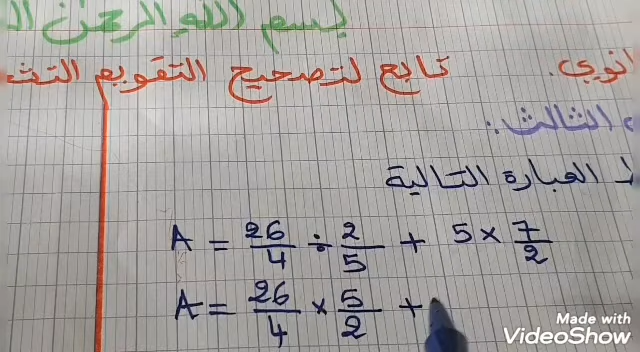 بسم الله الرحمن
تابع لتصحيح التقويم
الثالث:
العبارة التالية
A = 26/4 ÷ 2/5 + 5 × 7/2
A = 26/4 × 5/2 +
Made with
VideoShow